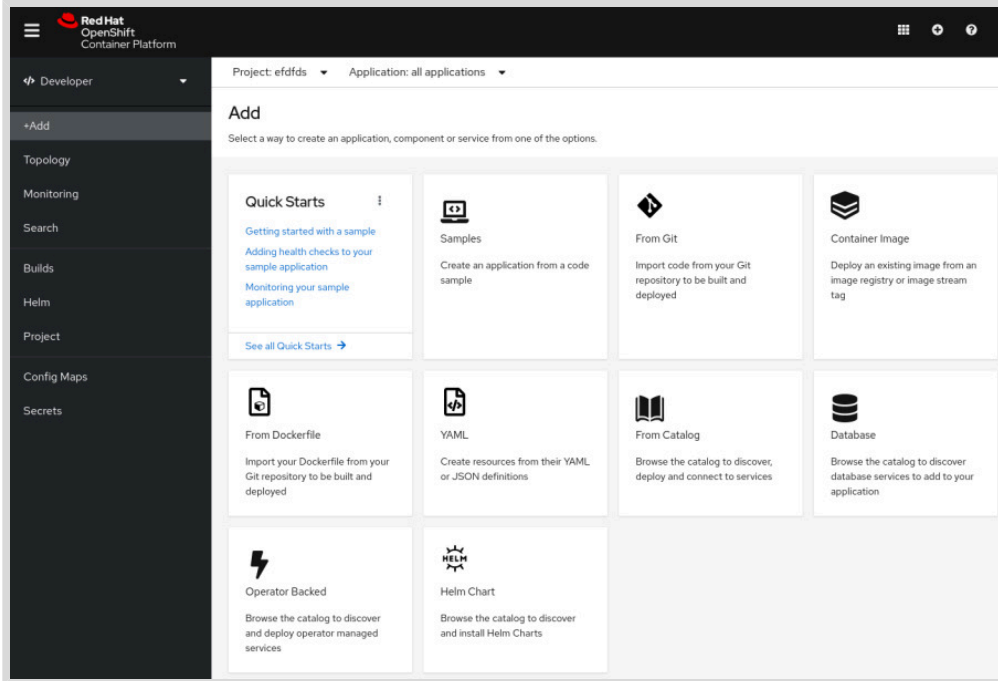 Red Hat
OpenShift
Container Platform
Developer
Project: efdfds
Application: all applications
+Add
Topology
Monitoring
Search
Builds
Helm
Project
Config Maps
Secrets
Add
Select a way to create an application, component or service from one of the options.
Quick Starts
Getting started with a sample
Adding health checks to your
sample application
Monitoring your sample
application
See all Quick Starts
Samples
Create an application from a code
sample
From Git
Import code from your Git
repository to be built and
deployed
Container Image
Deploy an existing image from an
image registry or image stream
tag
From Dockerfile
Import your Dockerfile from your
Git repository to be built and
deployed
YAML
Create resources from their YAML
or JSON definitions
From Catalog
Browse the catalog to discover,
deploy and connect to services
Database
Browse the catalog to discover
database services to add to your
application
Operator Backed
Browse the catalog to discover
and deploy operator managed
services
HELM
Helm Chart
Browse the catalog to discover
and install Helm Charts